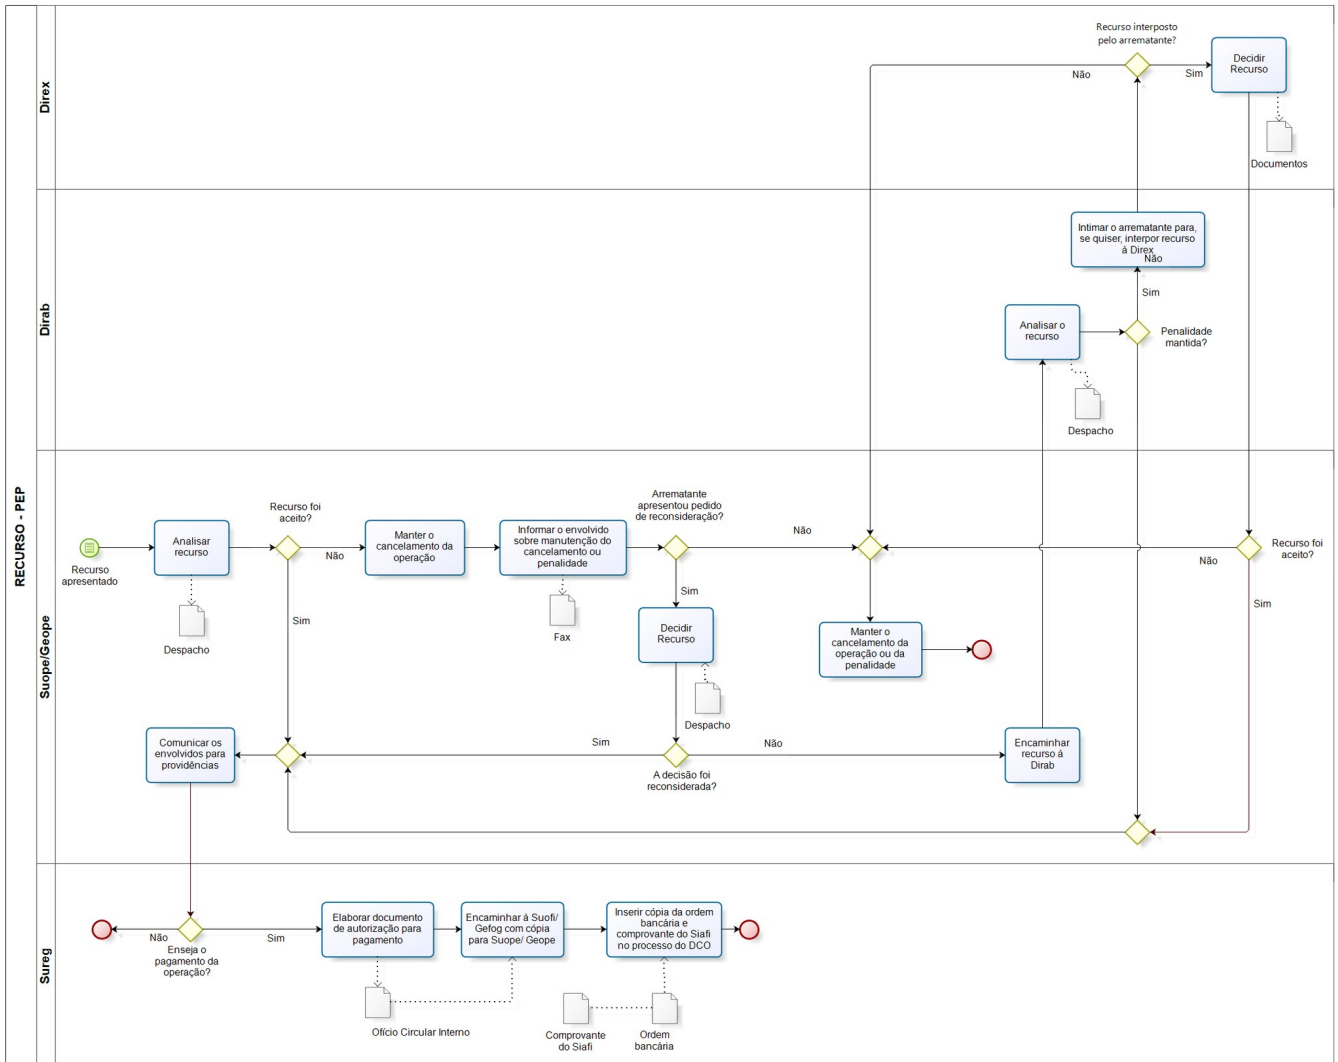 RECURSO - PEP
Direx
Recurso interposto
pelo arrematante?
Não
Sim
Decidir
Recurso
Documentos
Dirab
Intimar o arrematante para,
se quiser, interpor recurso
à Direx
Não
Sim
Analisar o
recurso
Penalidade
mantida?
Despacho
Suope/Geope
Recurso
apresentado
Analisar
recurso
Despacho
Recurso foi
aceito?
Não
Sim
Manter o
cancelamento da
operação
Informar o envolvido
sobre manutenção do
cancelamento ou
penalidade
Fax
Arrematante
apresentou pedido
de reconsideração?
Não
Sim
Decidir
Recurso
Despacho
Manter o
cancelamento da
operação ou da
penalidade
Recurso foi
aceito?
Não
Sim
Comunicar os
envolvidos para
providências
Sim
A decisão foi
reconsiderada?
Não
Encaminhar
recurso à
Dirab
Sureg
Não
Enseja o
pagamento da
operação?
Sim
Elaborar documento
de autorização para
pagamento
Encaminhar à Suofi/
Gefog com cópia
para Suope/ Geope
Inserir cópia da ordem
bancária e
comprovante do Siafi
no processo do DCO
Ofício Circular Interno
Comprovante
do Siafi
Ordem
bancária